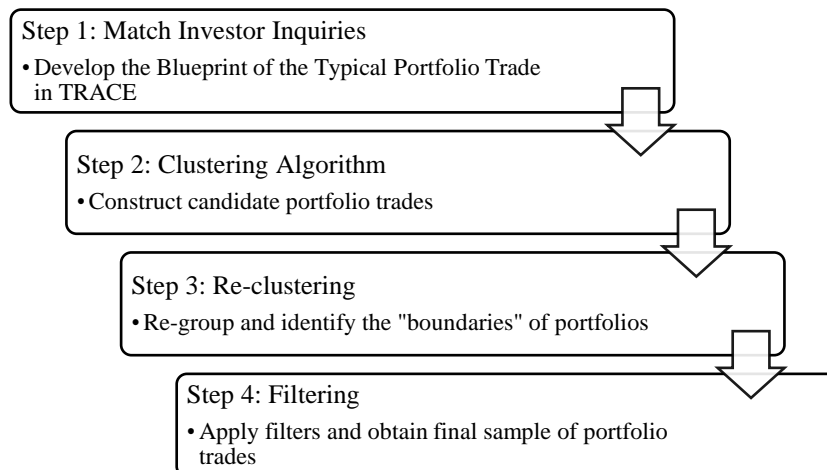 Step 1: Match Investor Inquiries
• Develop the Blueprint of the Typical Portfolio Trade
in TRACE
Step 2: Clustering Algorithm
• Construct candidate portfolio trades
Step 3: Re-clustering
• Re-group and identify the "boundaries" of portfolios
Step 4: Filtering
• Apply filters and obtain final sample of portfolio
trades